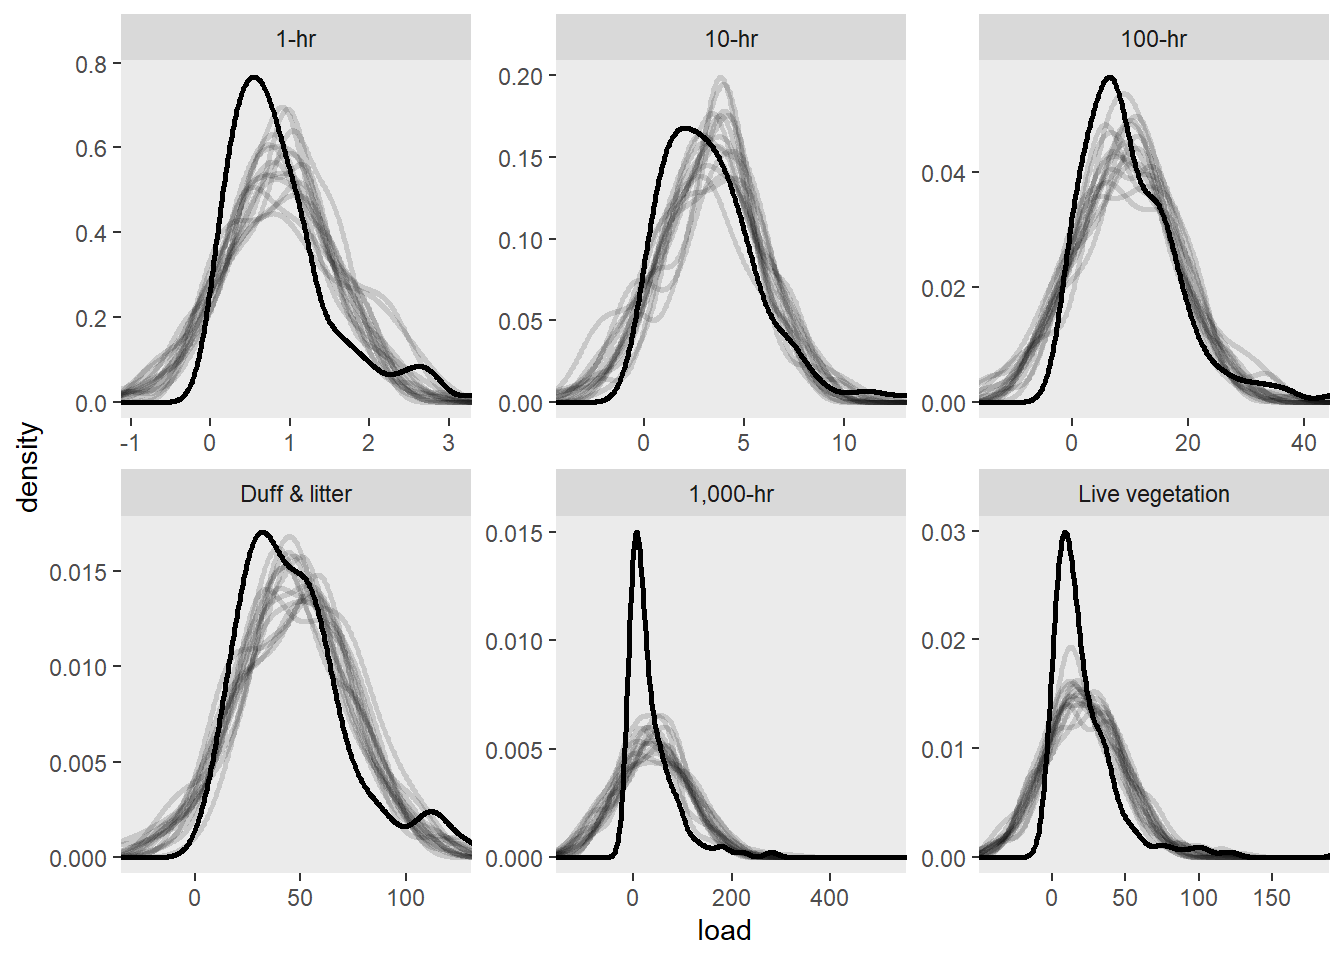 1-hr 10-hr 100-hr
0.8 0.20
0.6 0.15 0.04
0.4 0.10
0.2 0.05 0.02
0.0 0.00 0.00
-1 0 1 2 3 0 5 10 0 20 40
density
Duff & litter 1,000-hr Live vegetation
0.015 0.015 0.03
0.010 0.010 0.02
0.005 0.005 0.01
0.000 0.000 0.00
0 50 100 0 200 400 0 50 100 150
load